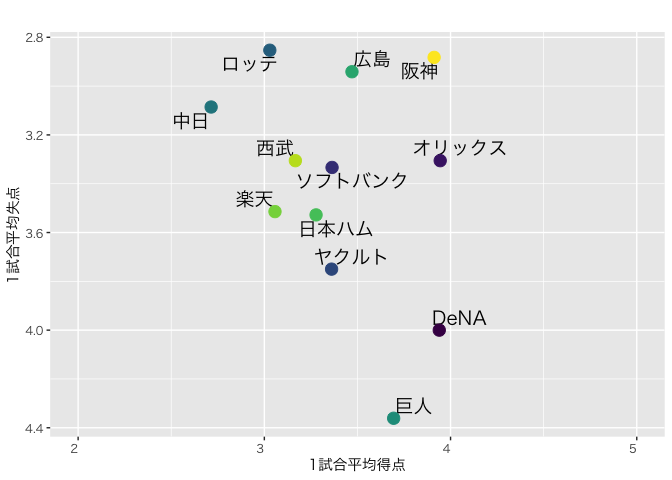 2.8
ロッテ
広島
阪神
中日
3.2
西武
オリックス
ソフトバンク
楽天
3.6
日本ハム
ヤクルト
DeNA
4.0
巨人
4.4
2
3
4
5
1試合平均得点
1試合平均失点